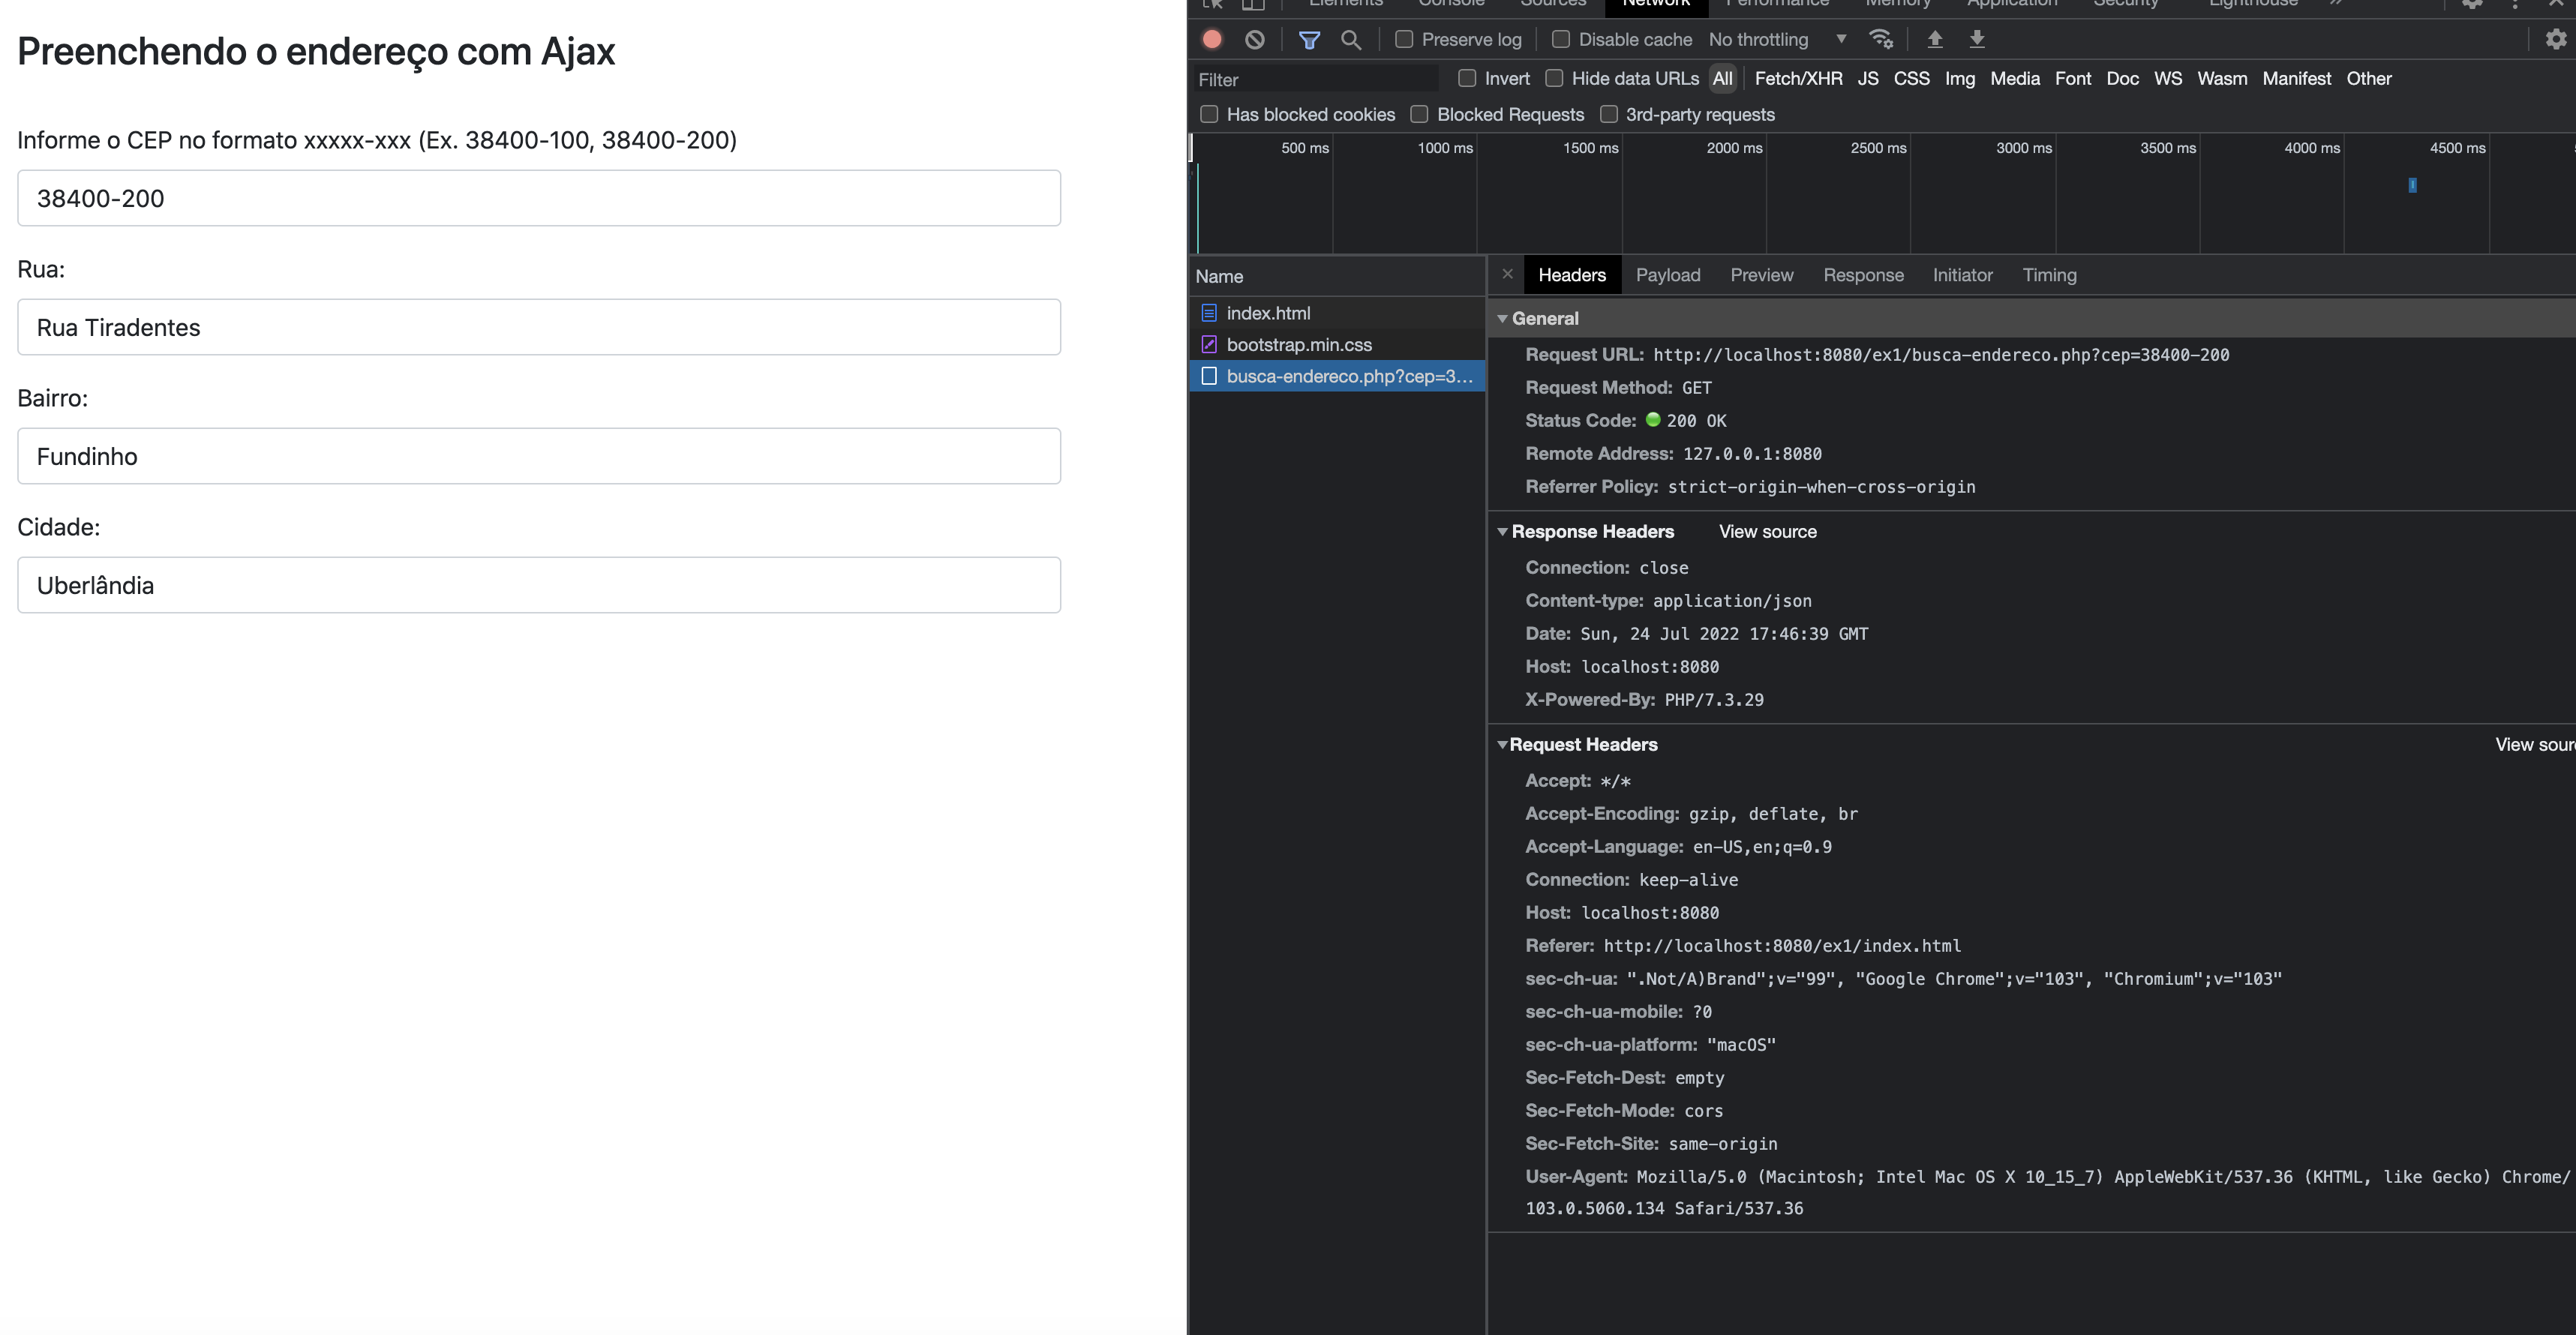 Preenchendo o endereço com Ajax
Informe o CEP no formato xxxxx-xxx (Ex. 38400-100, 38400-200)
38400-200
Rua:
Rua Tiradentes
Bairro:
Fundinho
Cidade:
Uberlândia
Elements Console Sources Network Performance Memory Application Security Lighthouse
Preserve log Disable cache No throttling
Filter Invert Hide data URLs All Fetch/XHR JS CSS Img Media Font Doc WS Wasm Manifest Other
Has blocked cookies Blocked Requests 3rd-party requests
500 ms 1000 ms 1500 ms 2000 ms 2500 ms 3000 ms 3500 ms 4000 ms 4500 ms
Name
index.html
bootstrap.min.css
busca-endereco.php?cep=3...
Headers Payload Preview Response Initiator Timing
General
Request URL: http://localhost:8080/ex1/busca-endereco.php?cep=38400-200
Request Method: GET
Status Code: 200 OK
Remote Address: 127.0.0.1:8080
Referrer Policy: strict-origin-when-cross-origin
Response Headers View source
Connection: close
Content-type: application/json
Date: Sun, 24 Jul 2022 17:46:39 GMT
Host: localhost:8080
X-Powered-By: PHP/7.3.29
Request Headers View sour
Accept: */*
Accept-Encoding: gzip, deflate, br
Accept-Language: en-US,en;q=0.9
Connection: keep-alive
Host: localhost:8080
Referer: http://localhost:8080/ex1/index.html
sec-ch-ua: ".Not/A)Brand";v="99", "Google Chrome";v="103", "Chromium";v="103"
sec-ch-ua-mobile: ?0
sec-ch-ua-platform: "macOS"
Sec-Fetch-Dest: empty
Sec-Fetch-Mode: cors
Sec-Fetch-Site: same-origin
User-Agent: Mozilla/5.0 (Macintosh; Intel Mac OS X 10_15_7) AppleWebKit/537.36 (KHTML, like Gecko) Chrome/
103.0.5060.134 Safari/537.36